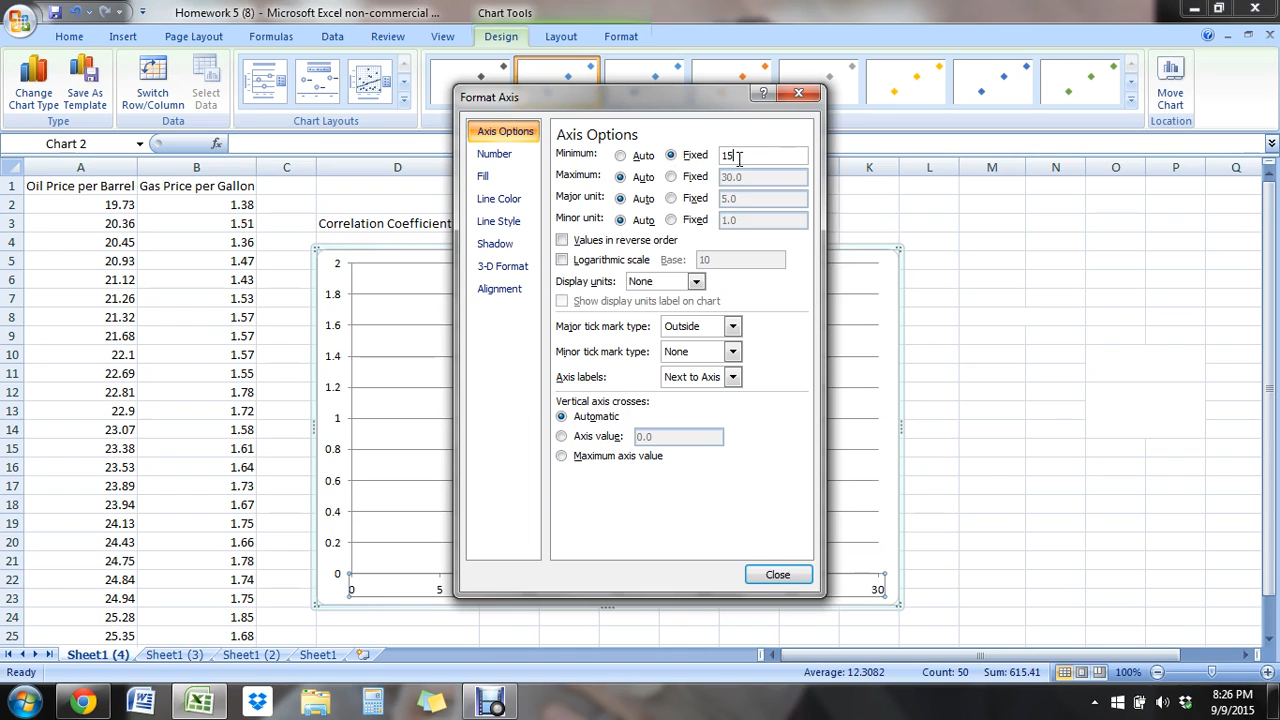 Homework 5 (8) - Microsoft Excel non-commercial ...
Chart Tools
Home Insert Page Layout Formulas Data Review View Design Layout Format
Change Chart Type
Save As Template
Switch Row/Column
Select Data
Move Chart
Type Data Chart Layouts Location
Chart 2
fx
A B C D K L M N O P Q
1 Oil Price per Barrel Gas Price per Gallon
2 19.73 1.38
3 20.36 1.51 Correlation Coefficient
4 20.45 1.36
5 20.93 1.47
6 21.12 1.43
7 21.26 1.53
8 21.32 1.57
9 21.68 1.57
10 22.1 1.57
11 22.69 1.55
12 22.81 1.78
13 22.9 1.72
14 23.07 1.58
15 23.38 1.61
16 23.53 1.64
17 23.89 1.73
18 23.94 1.67
19 24.13 1.75
20 24.43 1.66
21 24.75 1.78
22 24.84 1.74
23 24.94 1.75
24 25.28 1.85
25 25.35 1.68
2
1.8
1.6
1.4
1.2
1
0.8
0.6
0.4
0.2
0
0 5 30
Format Axis
?
Axis Options
Number
Fill
Line Color
Line Style
Shadow
3-D Format
Alignment
Axis Options
Minimum: Auto Fixed 15
Maximum: Auto Fixed 30.0
Major unit: Auto Fixed 5.0
Minor unit: Auto Fixed 1.0
Values in reverse order
Logarithmic scale Base: 10
Display units: None
Show display units label on chart
Major tick mark type: Outside
Minor tick mark type: None
Axis labels: Next to Axis
Vertical axis crosses:
Automatic
Axis value: 0.0
Maximum axis value
Close
Sheet1 (4) Sheet1 (3) Sheet1 (2) Sheet1
Ready Average: 12.3082 Count: 50 Sum: 615.41 100%
8:26 PM
9/9/2015